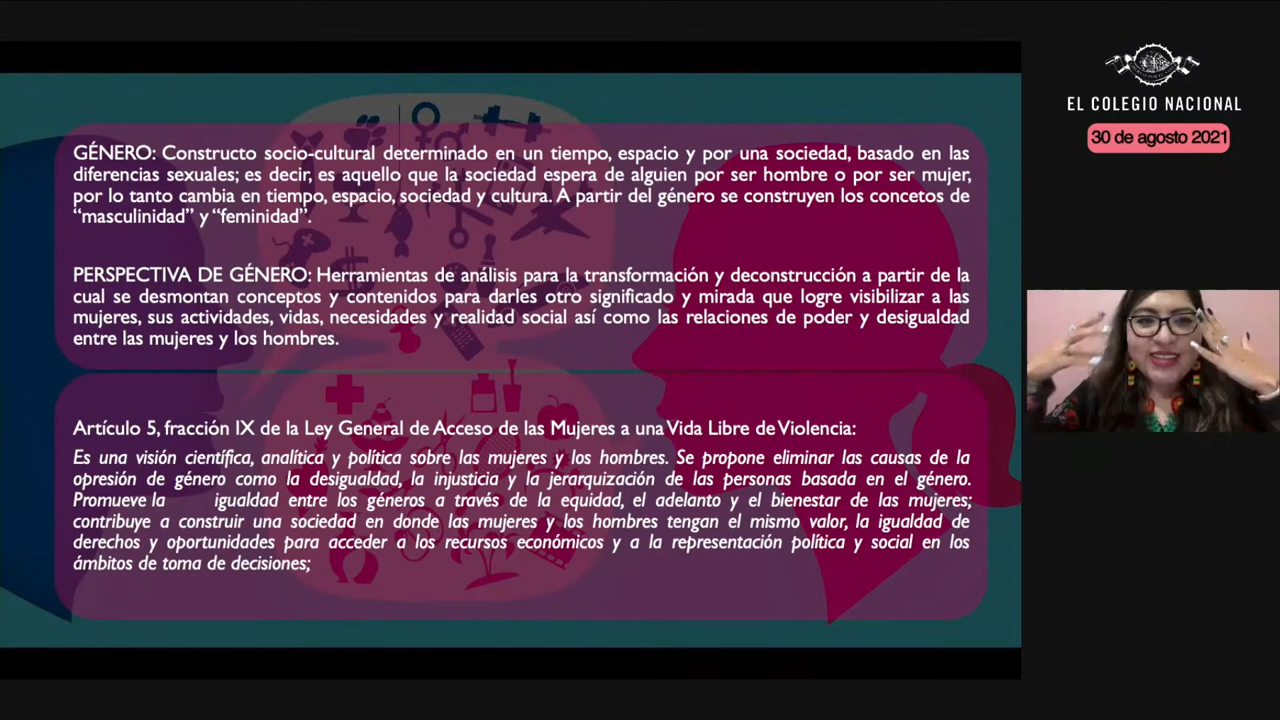 GÉNERO: Constructo socio-cultural determinado en un tiempo, espacio y por una sociedad, basado en las
diferencias sexuales; es decir, es aquello que la sociedad espera de alguien por ser hombre o por ser mujer,
por lo tanto cambia en tiempo, espacio, sociedad y cultura. A partir del género se construyen los concetos de
“masculinidad” y “feminidad”.
PERSPECTIVA DE GÉNERO: Herramientas de análisis para la transformación y deconstrucción a partir de la
cual se desmontan conceptos y contenidos para darles otro significado y mirada que logre visibilizar a las
mujeres, sus actividades, vidas, necesidades y realidad social así como las relaciones de poder y desigualdad
entre las mujeres y los hombres.
Artículo 5, fracción IX de la Ley General de Acceso de las Mujeres a una Vida Libre de Violencia:
Es una visión científica, analítica y política sobre las mujeres y los hombres. Se propone eliminar las causas de la
opresión de género como la desigualdad, la injusticia y la jerarquización de las personas basada en el género.
Promueve la igualdad entre los géneros a través de la equidad, el adelanto y el bienestar de las mujeres;
contribuye a construir una sociedad en donde las mujeres y los hombres tengan el mismo valor, la igualdad de
derechos y oportunidades para acceder a los recursos económicos y a la representación política y social en los
ámbitos de toma de decisiones;
EL COLEGIO NACIONAL
30 de agosto 2021